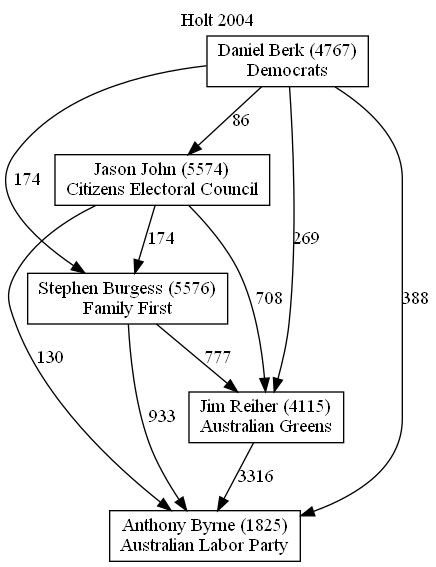 Holt 2004
Daniel Berk (4767)
Democrats
86
Jason John (5574)
Citizens Electoral Council
174
174
269
388
Stephen Burgess (5576)
Family First
708
130
777
933
Jim Reiher (4115)
Australian Greens
3316
Anthony Byrne (1825)
Australian Labor Party